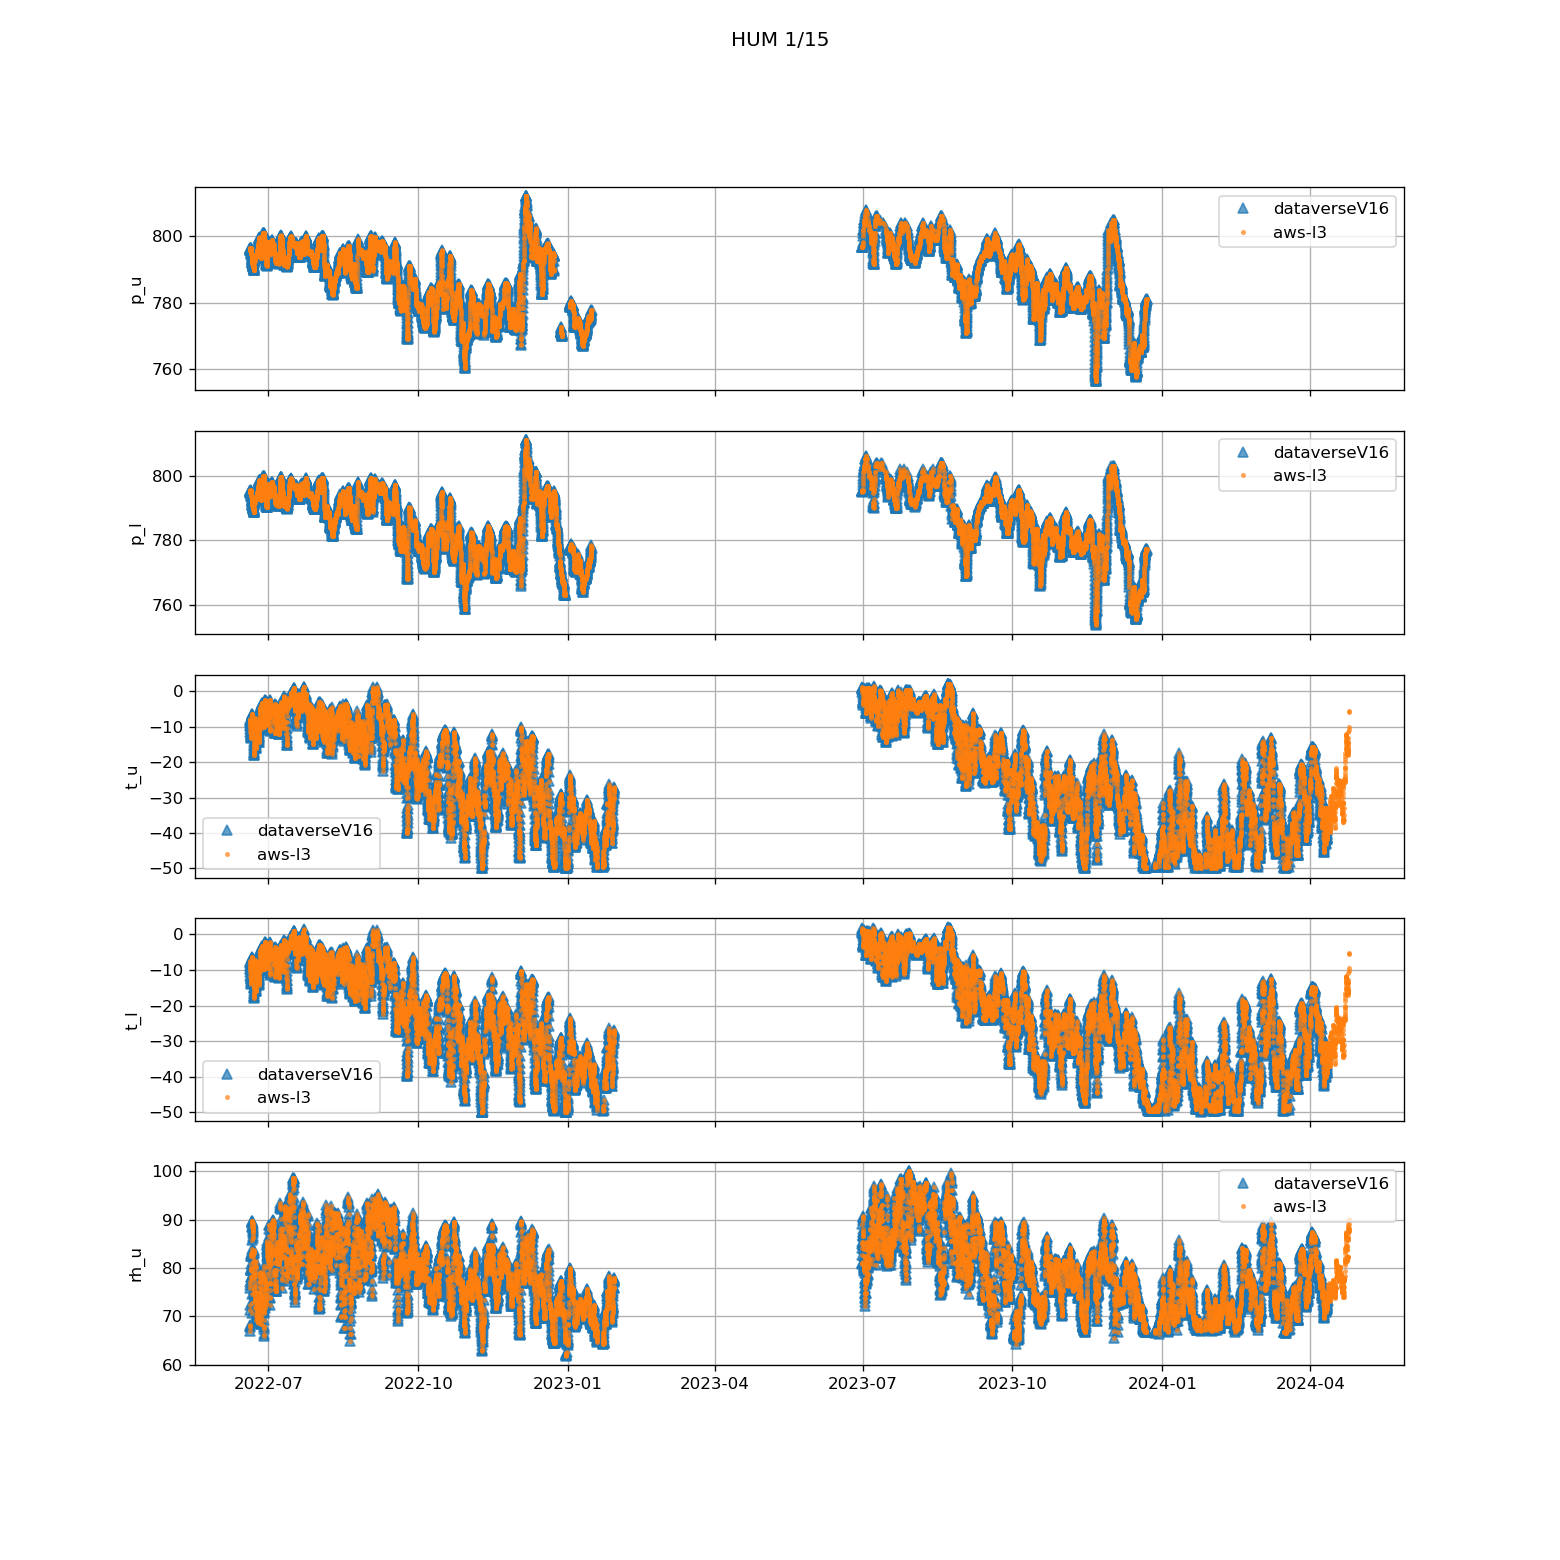 HUM 1/15
800
780
760
p_u
dataverseV16
aws-l3
800
780
760
p_l
dataverseV16
aws-l3
0
−10
−20
−30
−40
−50
t_u
dataverseV16
aws-l3
0
−10
−20
−30
−40
−50
t_l
dataverseV16
aws-l3
100
90
80
70
60
rh_u
dataverseV16
aws-l3
2022-07
2022-10
2023-01
2023-04
2023-07
2023-10
2024-01
2024-04